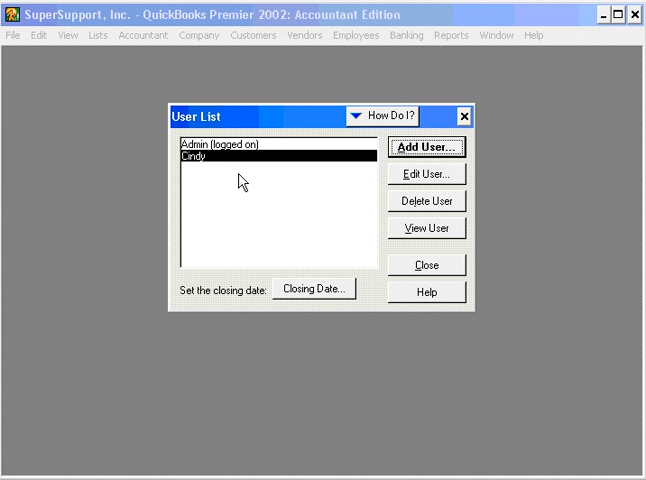 SuperSupport, Inc. - QuickBooks Premier 2002: Accountant Edition
File Edit View Lists Accountant Company Customers Vendors Employees Banking Reports Window Help
User List How Do I?
Admin (logged on)
Cindy
Add User...
Edit User...
Delete User
View User
Close
Set the closing date: Closing Date...
Help